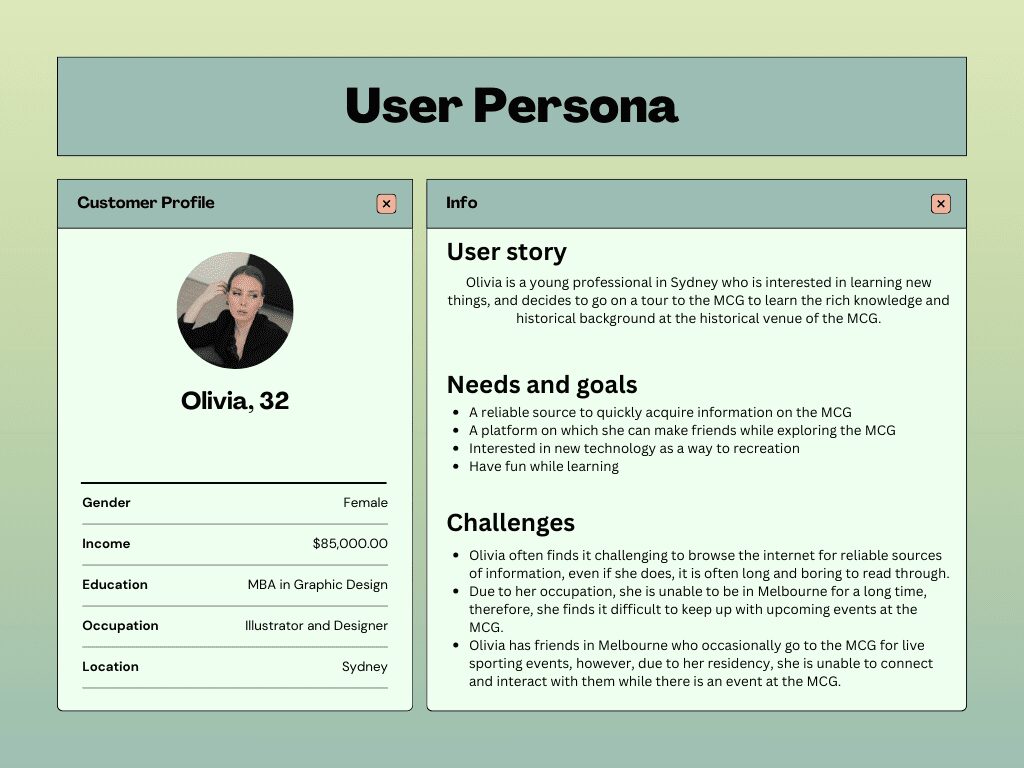 User Persona
Customer Profile
Olivia, 32
Gender Female
Income $85,000.00
Education MBA in Graphic Design
Occupation Illustrator and Designer
Location Sydney
Info
User story
Olivia is a young professional in Sydney who is interested in learning new
things, and decides to go on a tour to the MCG to learn the rich knowledge and
historical background at the historical venue of the MCG.
Needs and goals
• A reliable source to quickly acquire information on the MCG
• A platform on which she can make friends while exploring the MCG
• Interested in new technology as a way to recreation
• Have fun while learning
Challenges
• Olivia often finds it challenging to browse the internet for reliable sources
of information, even if she does, it is often long and boring to read through.
• Due to her occupation, she is unable to be in Melbourne for a long time,
therefore, she finds it difficult to keep up with upcoming events at the
MCG.
• Olivia has friends in Melbourne who occasionally go to the MCG for live
sporting events, however, due to her residency, she is unable to connect
and interact with them while there is an event at the MCG.